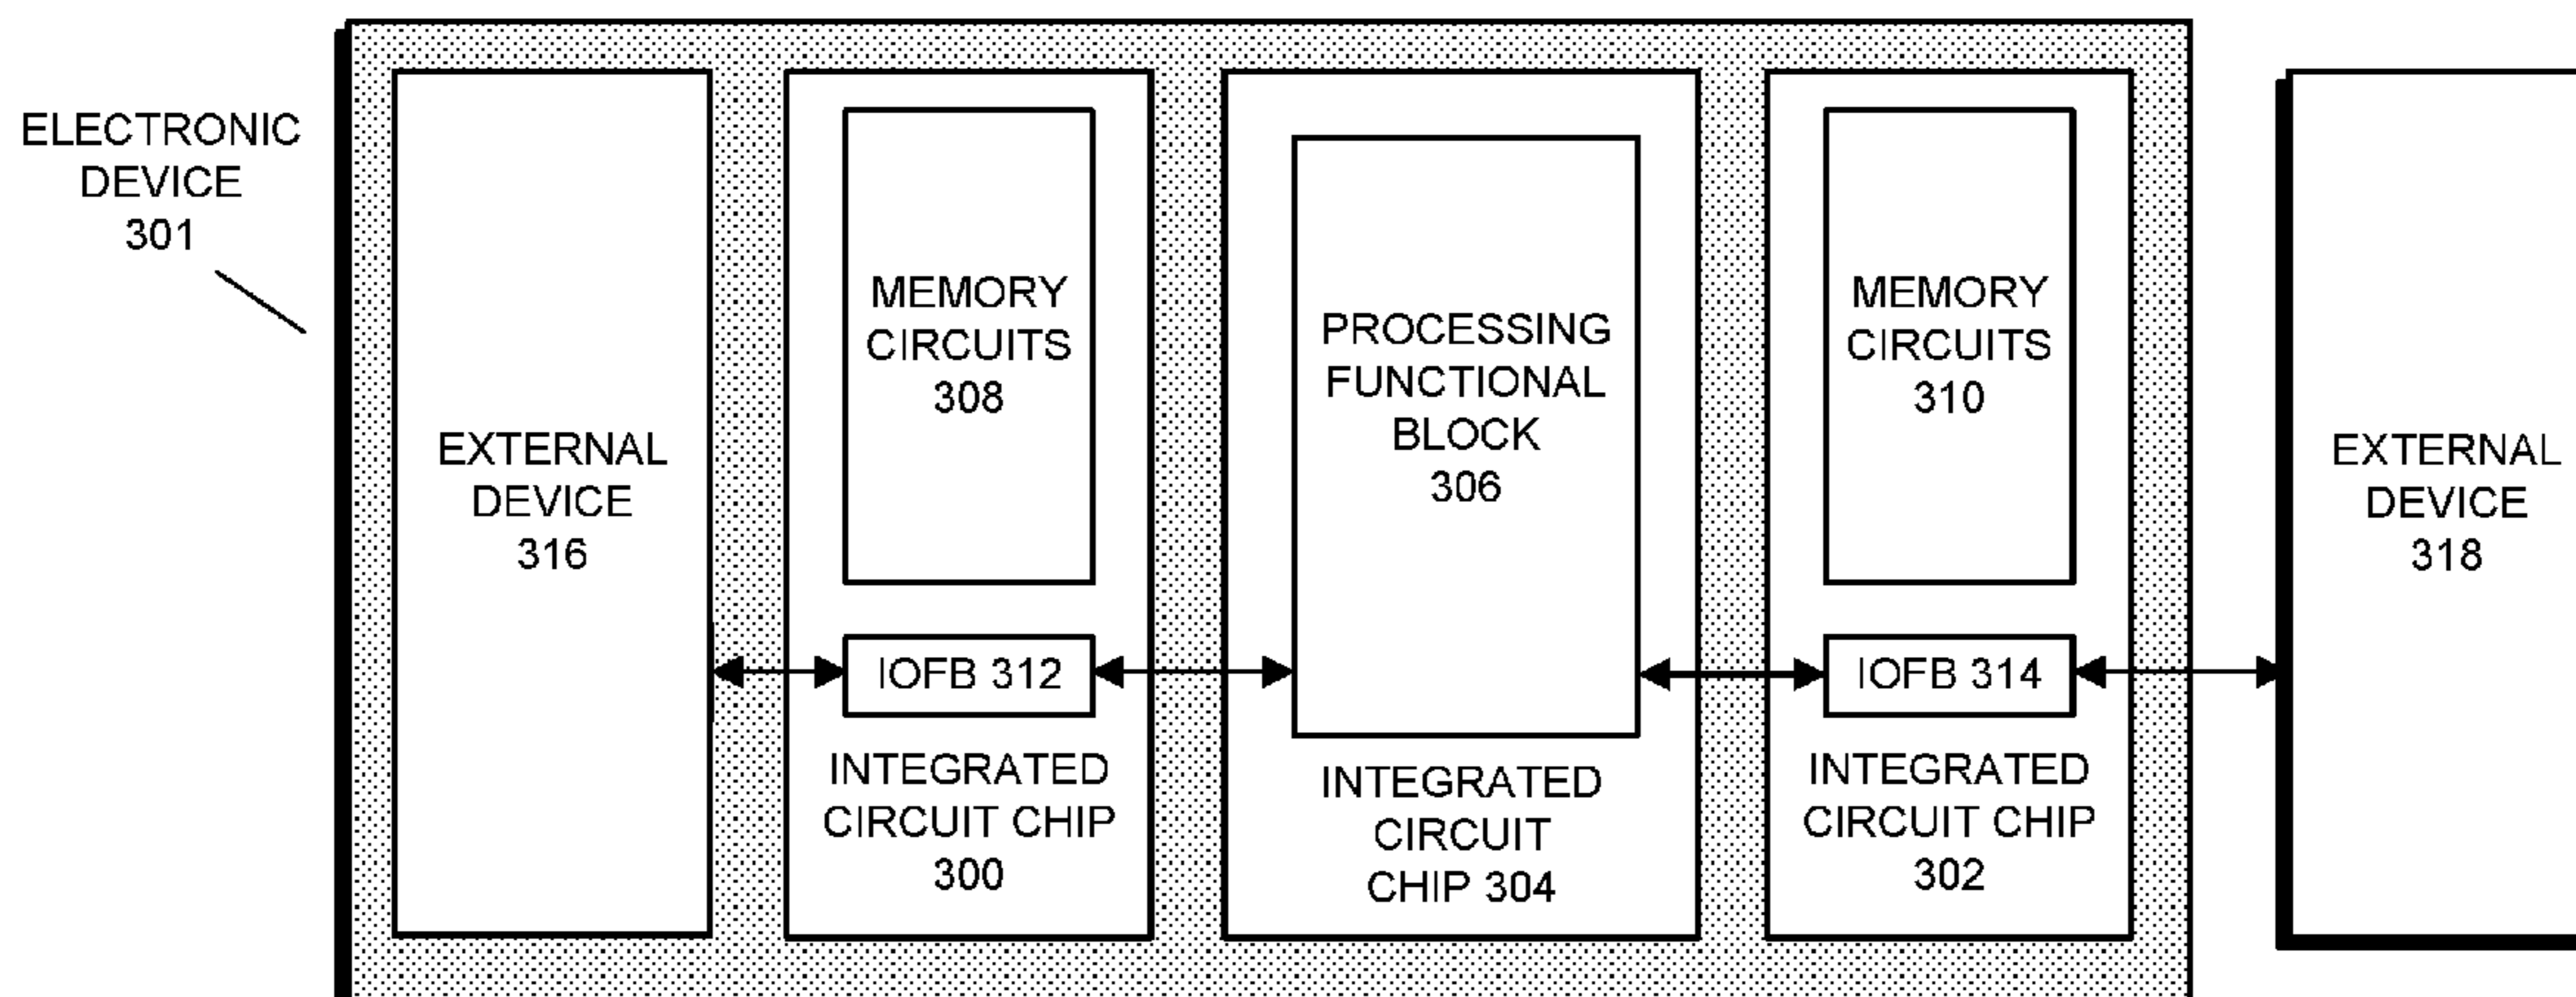 ELECTRONIC
DEVICE
301
EXTERNAL
DEVICE
316
MEMORY
CIRCUITS
308
IOFB 312
INTEGRATED
CIRCUIT CHIP
300
PROCESSING
FUNCTIONAL
BLOCK
306
INTEGRATED
CIRCUIT
CHIP 304
MEMORY
CIRCUITS
310
IOFB 314
INTEGRATED
CIRCUIT CHIP
302
EXTERNAL
DEVICE
318